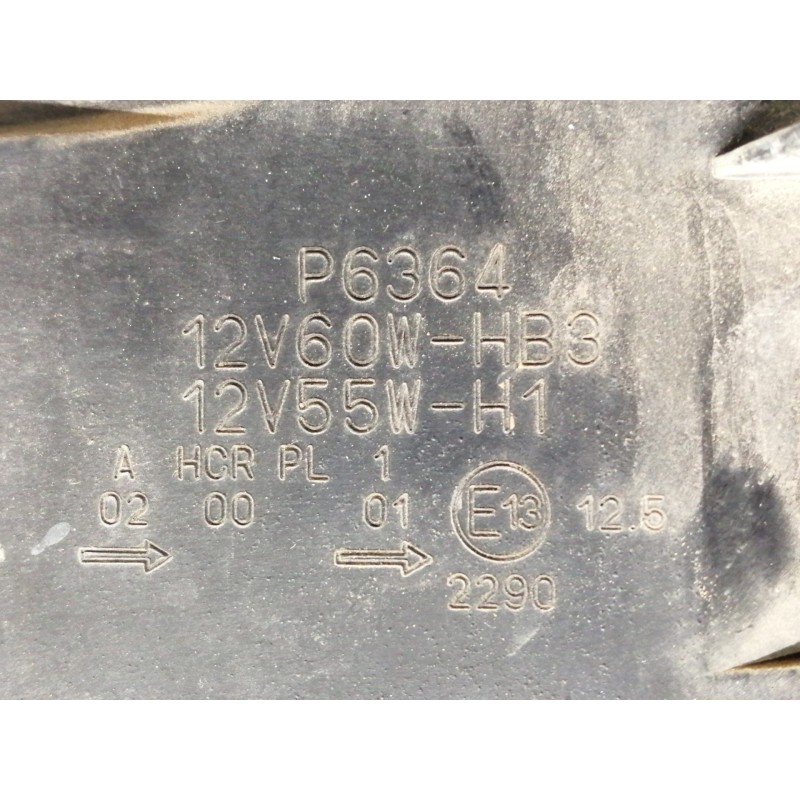 P6364
12V60W-HB3
12V55W-H1
A HCR PL 1
02 00 01 E13 12.5
2290